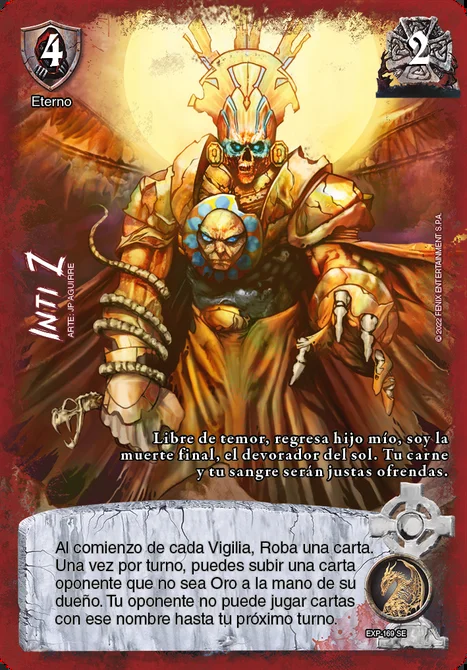 4
2
Eterno
INTI Z
ARTE: JP AGUIRRE
© 2022 FENIX ENTERTAINMENT S.P.A.
Libre de temor, regresa hijo mío, soy la
muerte final, el devorador del sol. Tu carne
y tu sangre serán justas ofrendas.
Al comienzo de cada Vigilia, Roba una carta.
Una vez por turno, puedes subir una carta
oponente que no sea Oro a la mano de su
dueño. Tu oponente no puede jugar cartas
con ese nombre hasta tu próximo turno.
EXP-169 SE